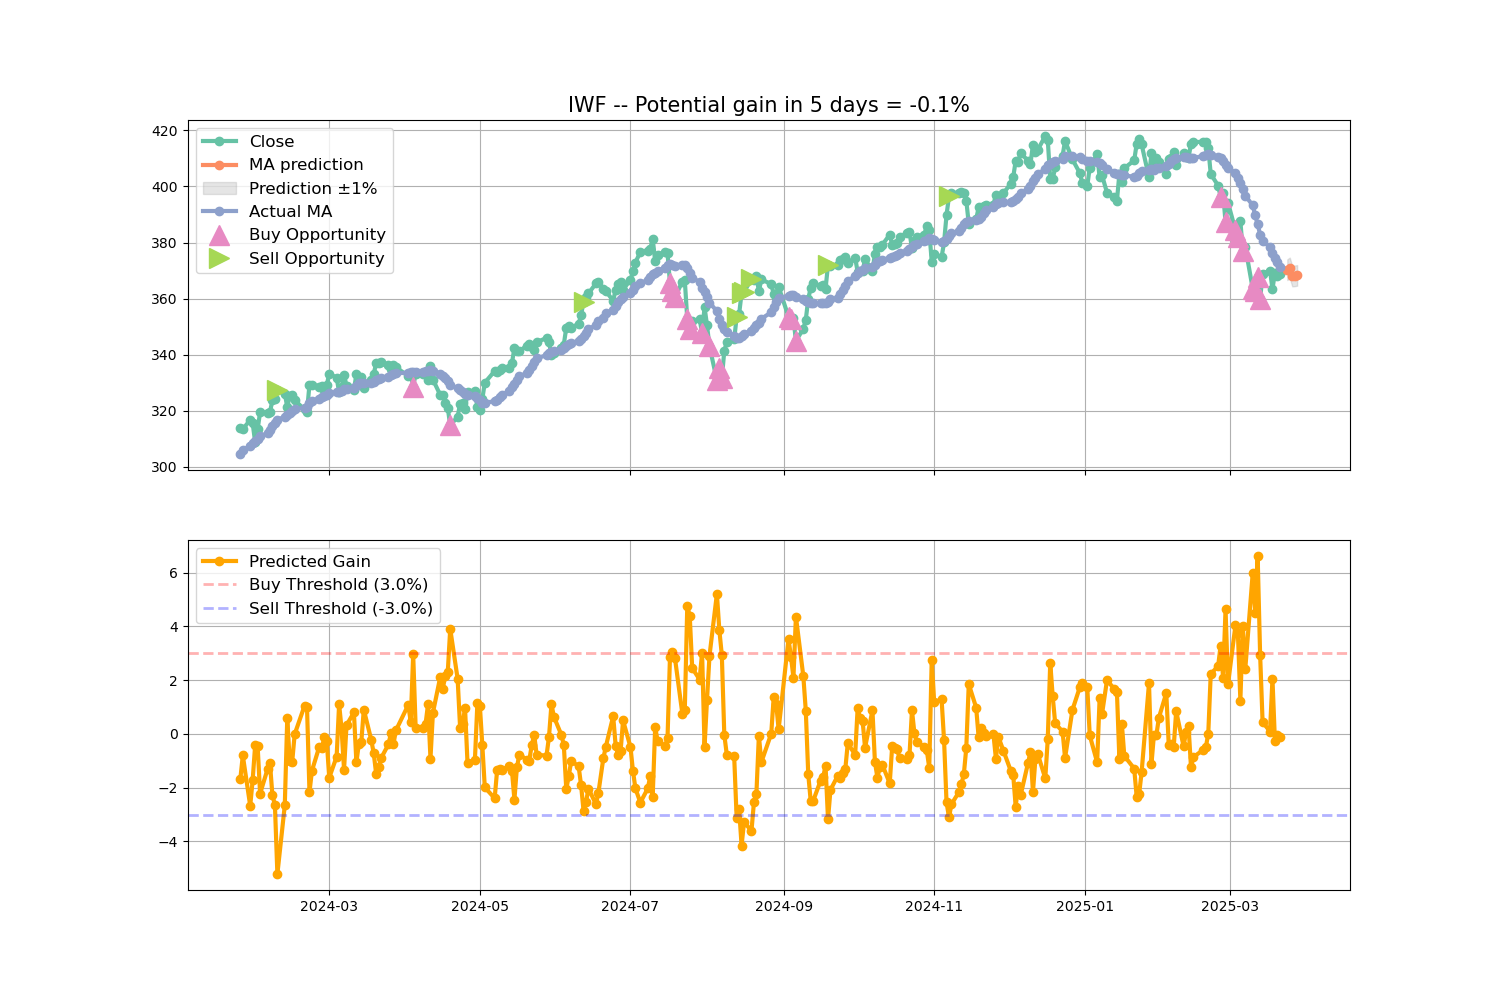 IWF -- Potential gain in 5 days = -0.1%
420
400
380
360
340
320
300
Close
MA prediction
Prediction ±1%
Actual MA
Buy Opportunity
Sell Opportunity
6
4
2
0
−2
−4
Predicted Gain
Buy Threshold (3.0%)
Sell Threshold (-3.0%)
2024-03
2024-05
2024-07
2024-09
2024-11
2025-01
2025-03